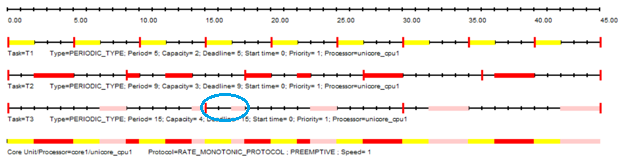 0.00 5.00 10.00 15.00 20.00 25.00 30.00 35.00 40.00 45.00
Task=T1 Type=PERIODIC_TYPE; Period= 5; Capacity= 2; Deadline= 5; Start time= 0; Priority= 1; Processor=unicore_cpu1
Task=T2 Type=PERIODIC_TYPE; Period= 9; Capacity= 3; Deadline= 9; Start time= 0; Priority= 1; Processor=unicore_cpu1
Task=T3 Type=PERIODIC_TYPE; Period= 15; Capacity= 4; Deadline= 15; Start time= 0; Priority= 1; Processor=unicore_cpu1
Core Unit/Processor=core1/unicore_cpu1 Protocol=RATE_MONOTONIC_PROTOCOL ; PREEMPTIVE ; Speed= 1